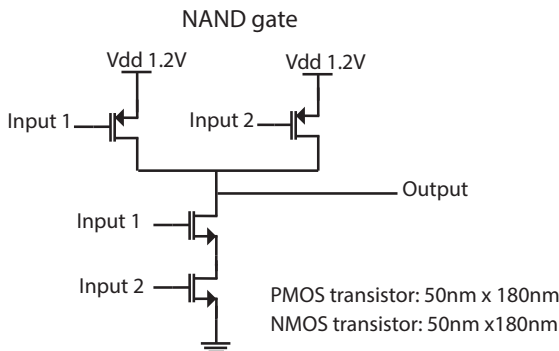 NAND gate
Vdd 1.2V
Vdd 1.2V
Input 1
Input 2
Output
Input 1
Input 2
PMOS transistor: 50nm x 180nm
NMOS transistor: 50nm x180nm